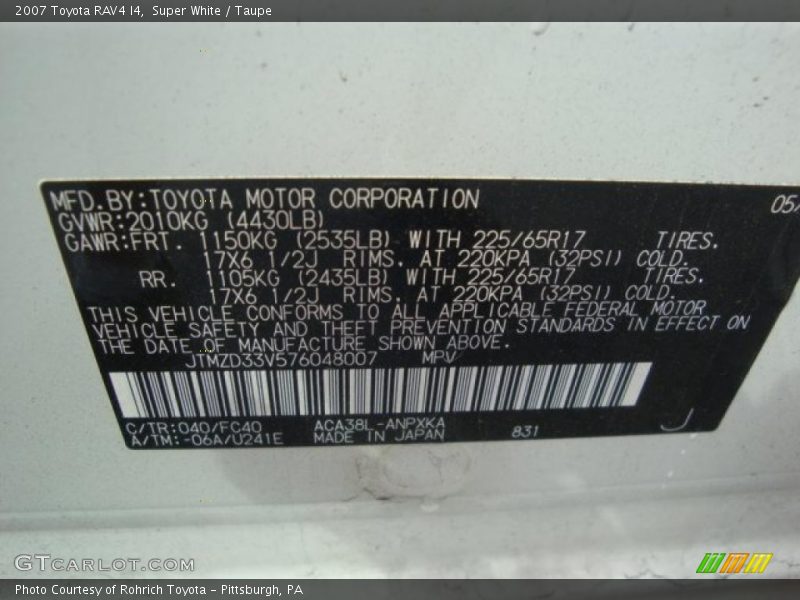 2007 Toyota RAV4 I4, Super White / Taupe
MFD.BY:TOYOTA MOTOR CORPORATION 05/
GVWR:2010KG (4430LB)
GAWR:FRT. 1150KG (2535LB) WITH 225/65R17 TIRES.
17X6 1/2J RIMS. AT 220KPA (32PSI) COLD.
RR. 1105KG (2435LB) WITH 225/65R17 TIRES.
17X6 1/2J RIMS. AT 220KPA (32PSI) COLD.
THIS VEHICLE CONFORMS TO ALL APPLICABLE FEDERAL MOTOR
VEHICLE SAFETY AND THEFT PREVENTION STANDARDS IN EFFECT ON
THE DATE OF MANUFACTURE SHOWN ABOVE.
JTMZD33V576048007 MPV
C/TR:040/FC40 ACA38L-ANPXKA
A/TM:-06A/U241E MADE IN JAPAN 831 J
GTCARLOT.COM
Photo Courtesy of Rohrich Toyota - Pittsburgh, PA